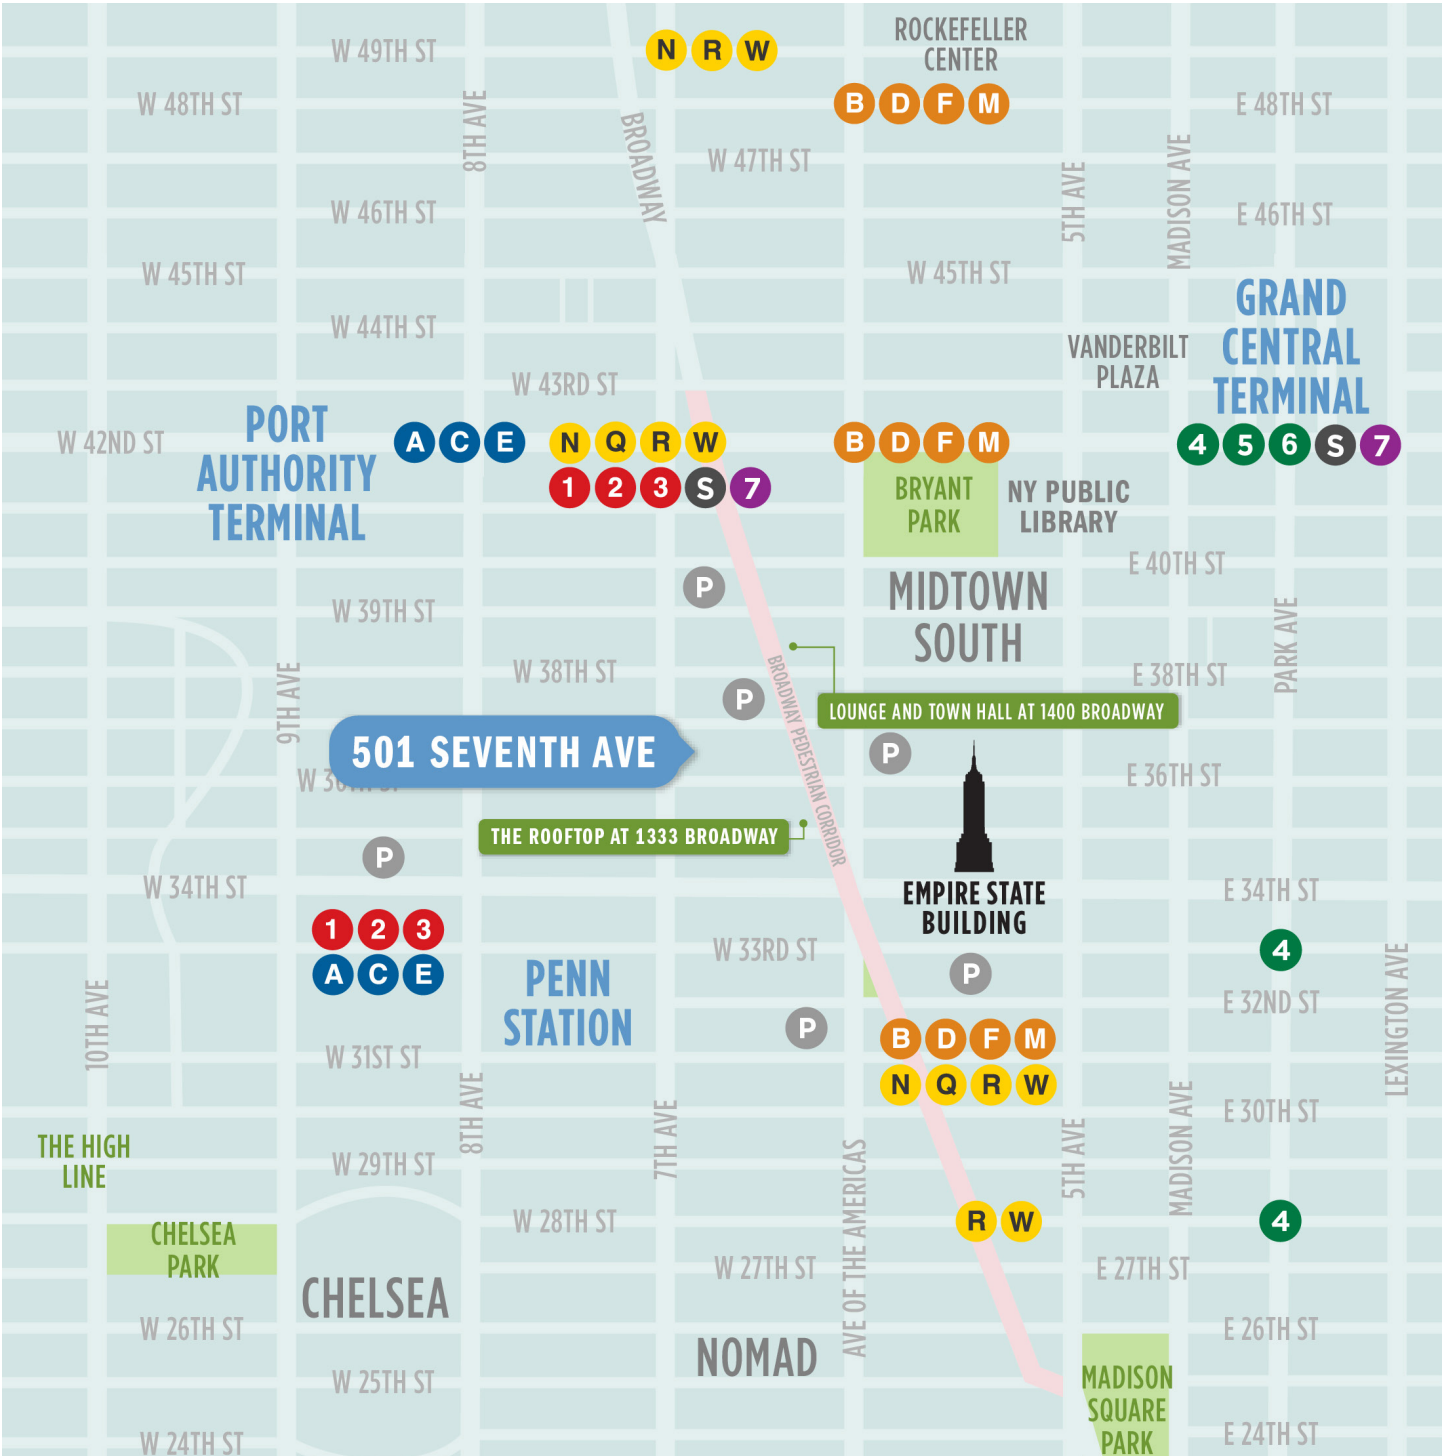 W 49TH ST
N R W
ROCKEFELLER
CENTER
W 48TH ST
8TH AVE
BROADWAY
B D F M
E 48TH ST
W 47TH ST
5TH AVE
MADISON AVE
W 46TH ST
E 46TH ST
W 45TH ST
W 45TH ST
W 44TH ST
VANDERBILT
PLAZA
GRAND
CENTRAL
TERMINAL
W 43RD ST
W 42ND ST
PORT
AUTHORITY
TERMINAL
A C E
N Q R W
1 2 3 S 7
B D F M
4 5 6 S 7
BRYANT
PARK
NY PUBLIC
LIBRARY
E 40TH ST
P
MIDTOWN
SOUTH
W 39TH ST
PARK AVE
9TH AVE
W 38TH ST
E 38TH ST
P
BROADWAY PEDESTRIAN CORRIDOR
LOUNGE AND TOWN HALL AT 1400 BROADWAY
501 SEVENTH AVE
P
E 36TH ST
THE ROOFTOP AT 1333 BROADWAY
P
W 34TH ST
EMPIRE STATE
BUILDING
E 34TH ST
1 2 3
A C E
W 33RD ST
4
PENN
STATION
P
10TH AVE
E 32ND ST
LEXINGTON AVE
P
B D F M
N Q R W
W 31ST ST
8TH AVE
7TH AVE
E 30TH ST
THE HIGH
LINE
W 29TH ST
AVE OF THE AMERICAS
5TH AVE
MADISON AVE
W 28TH ST
R W
4
CHELSEA
PARK
W 27TH ST
E 27TH ST
CHELSEA
W 26TH ST
E 26TH ST
NOMAD
W 25TH ST
MADISON
SQUARE
PARK
W 24TH ST
E 24TH ST